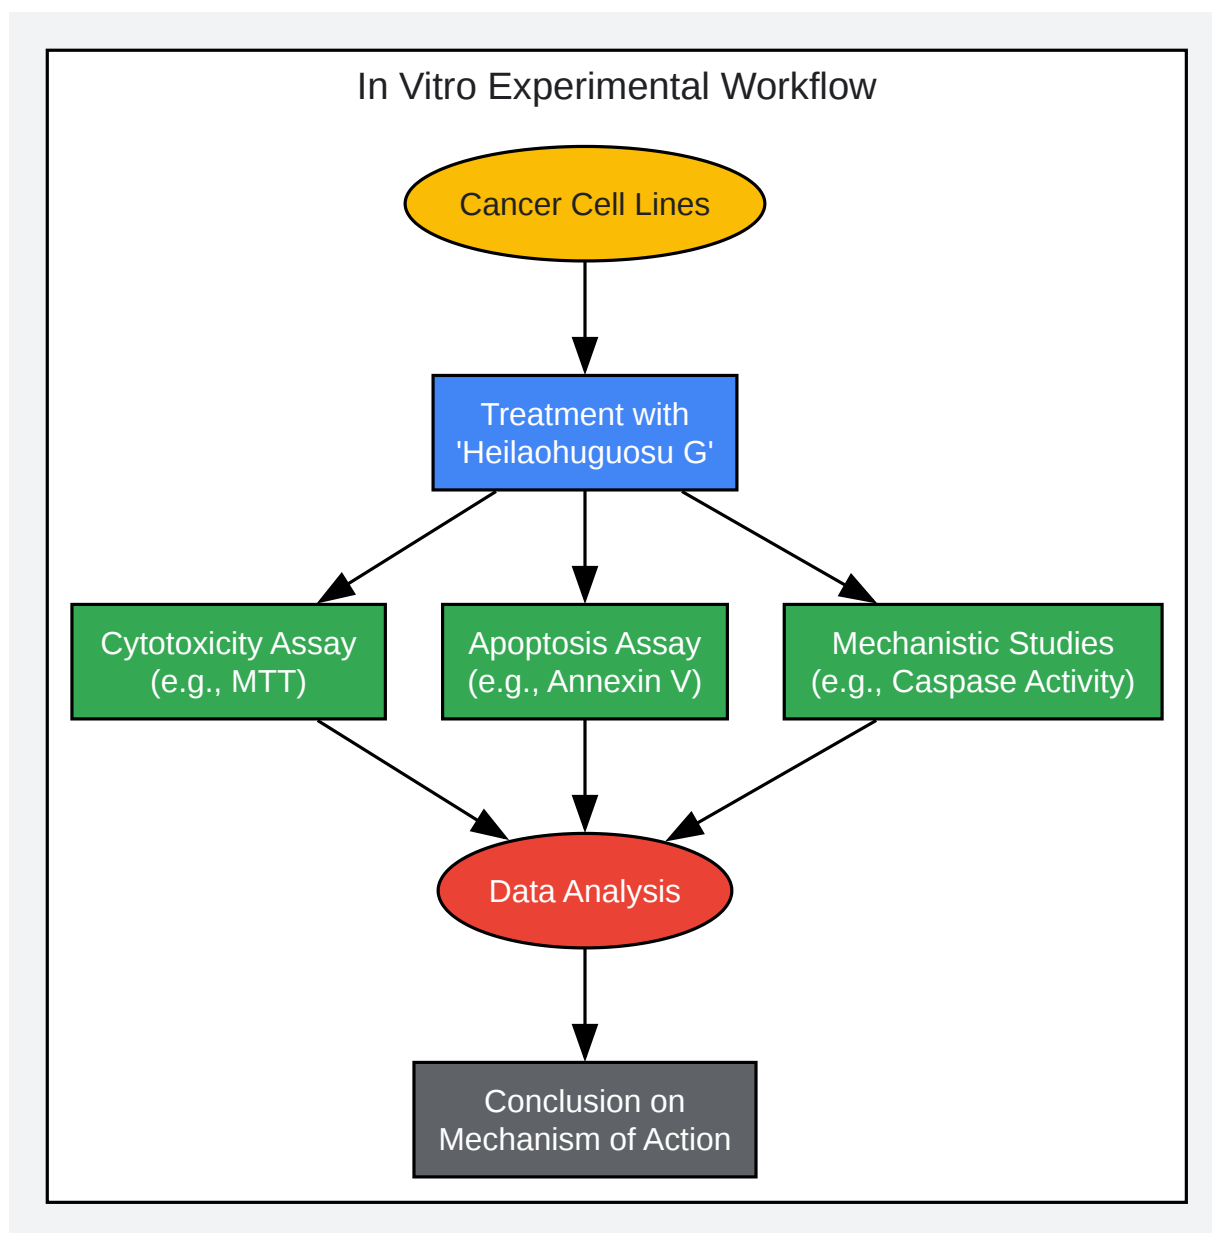 In Vitro Experimental Workflow
Cancer Cell Lines
Treatment with
'Heilaohuguosu G'
Cytotoxicity Assay
(e.g., MTT)
Apoptosis Assay
(e.g., Annexin V)
Mechanistic Studies
(e.g., Caspase Activity)
Data Analysis
Conclusion on
Mechanism of Action